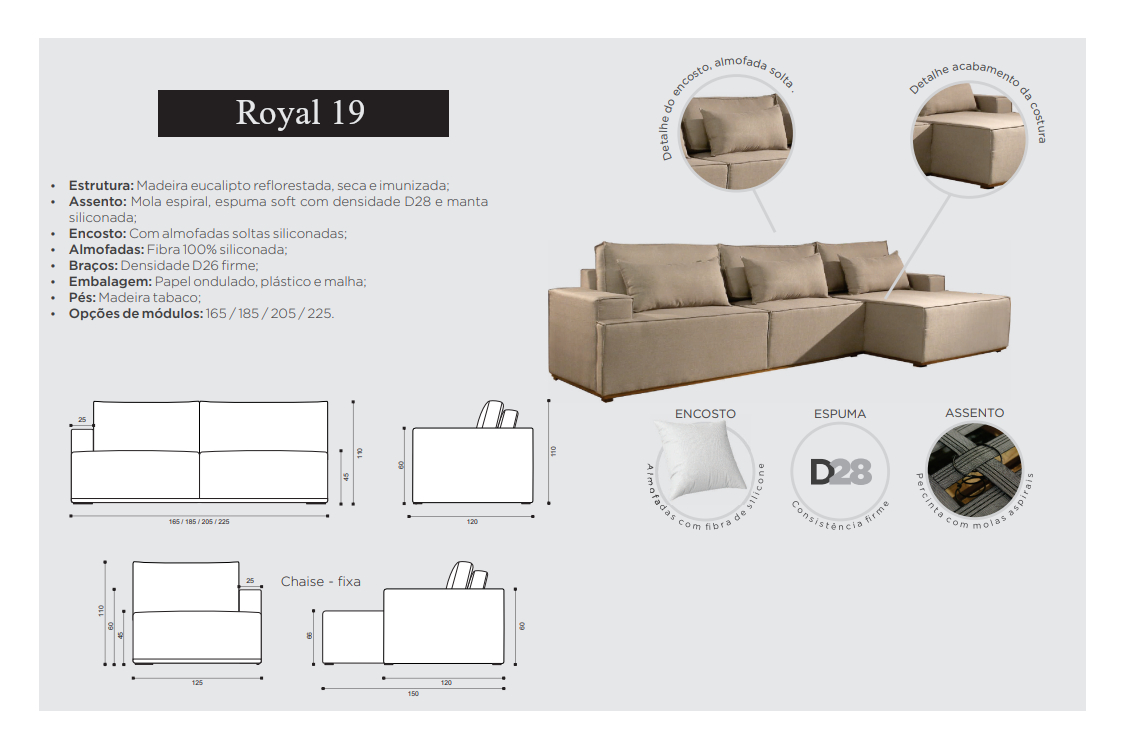 Royal 19
• Estrutura: Madeira eucalipto reflorestada, seca e imunizada;
• Assento: Mola espiral, espuma soft com densidade D28 e manta
siliconada;
• Encosto: Com almofadas soltas siliconadas;
• Almofadas: Fibra 100% siliconada;
• Braços: Densidade D26 firme;
• Embalagem: Papel ondulado, plástico e malha;
• Pés: Madeira tabaco;
• Opções de módulos: 165 / 185 / 205 / 225.
Detalhe do encosto, almofada solta .
Detalhe acabamento da costura
ENCOSTO
Almofadas com fibra de silicone
ESPUMA
D28
Consistência firme
ASSENTO
Percinta com molas aspirais
25
45
110
165 / 185 / 205 / 225
60
110
120
Chaise - fixa
25
110
60
45
125
66
60
120
150